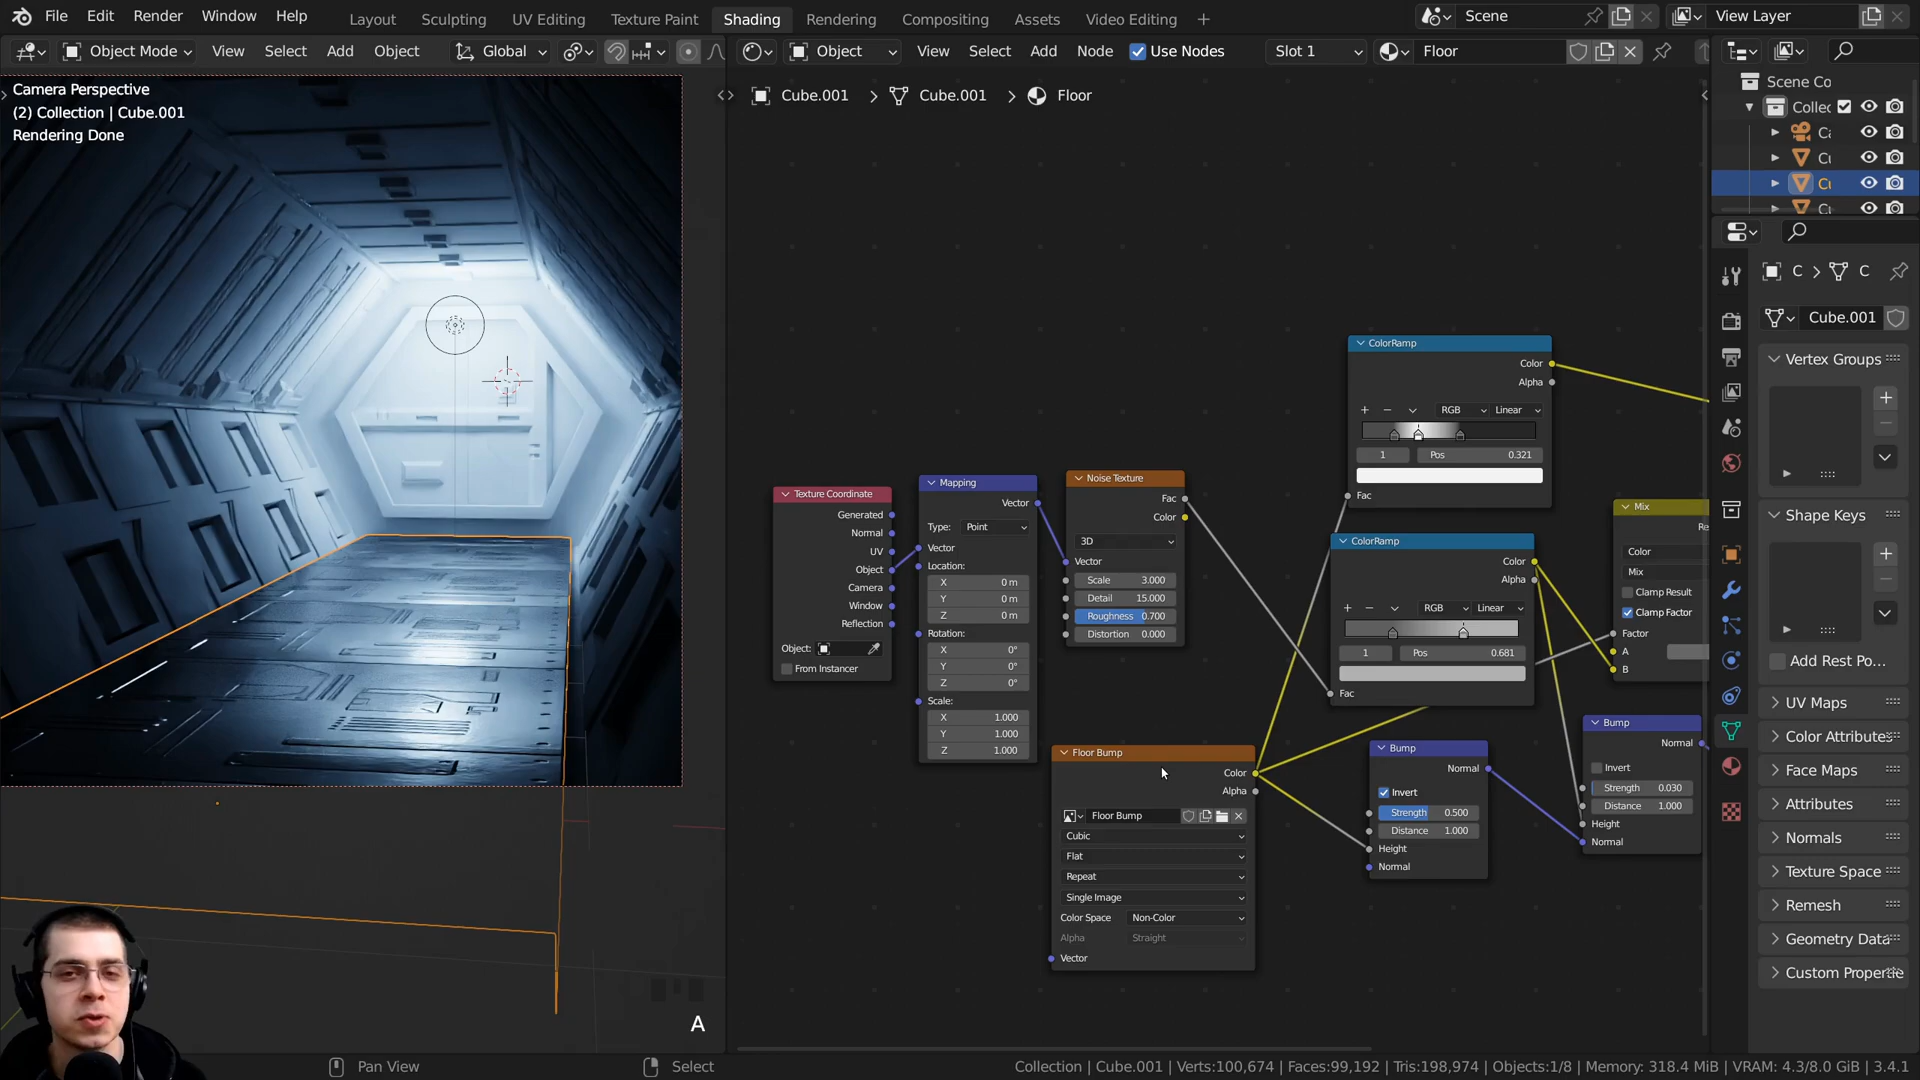 File Edit Render Window Help Layout Sculpting UV Editing Texture Paint Shading Rendering Compositing Assets Video Editing + Scene View Layer
Object Mode View Select Add Object Global Object View Select Add Node Use Nodes Slot 1 Floor
Camera Perspective
(2) Collection | Cube.001
Rendering Done
Cube.001 > Cube.001 > Floor
Scene Co
Collec
Ca
Cu
Cu
Cu
C > C
Cube.001
Vertex Groups
Shape Keys
Add Rest Po...
UV Maps
Color Attributes
Face Maps
Attributes
Normals
Texture Space
Remesh
Geometry Data
Custom Propertie
Texture Coordinate
Generated
Normal
UV
Object
Camera
Window
Reflection
Object:
From Instancer
Mapping
Vector
Type: Point
Vector
Location:
X 0 m
Y 0 m
Z 0 m
Rotation:
X 0°
Y 0°
Z 0°
Scale:
X 1.000
Y 1.000
Z 1.000
Noise Texture
Fac
Color
3D
Vector
Scale 3.000
Detail 15.000
Roughness 0.700
Distortion 0.000
Floor Bump
Color
Alpha
Floor Bump
Cubic
Flat
Repeat
Single Image
Color Space Non-Color
Alpha Straight
Vector
ColorRamp
Color
Alpha
+ − RGB Linear
1 Pos 0.321
Fac
ColorRamp
Color
Alpha
+ − RGB Linear
1 Pos 0.681
Fac
Bump
Normal
Invert
Strength 0.500
Distance 1.000
Height
Normal
Mix
Re
Color
Mix
Clamp Result
Clamp Factor
Factor
A
B
Bump
Normal
Invert
Strength 0.030
Distance 1.000
Height
Normal
A
Pan View Select Collection | Cube.001 | Verts:100,674 | Faces:99,192 | Tris:198,974 | Objects:1/8 | Memory: 318.4 MiB | VRAM: 4.3/8.0 GiB | 3.4.1